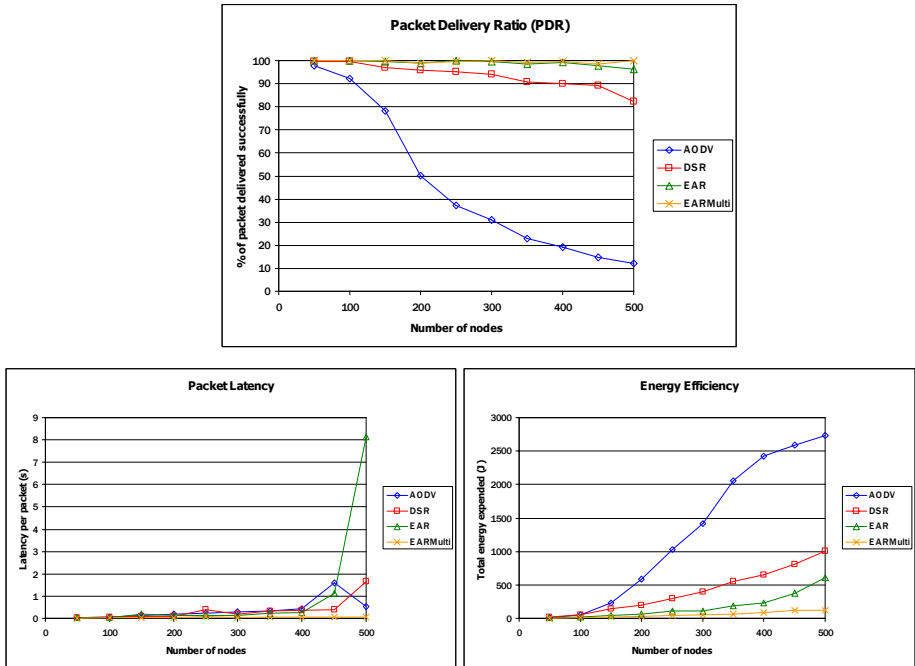 Packet Delivery Ratio (PDR)
% of packet delivered successfully
100
90
80
70
60
50
40
30
20
10
0
0 100 200 300 400 500
Number of nodes
AODV
DSR
EAR
EARMulti
Packet Latency
Latency per packet (s)
9
8
7
6
5
4
3
2
1
0
0 100 200 300 400 500
Number of nodes
AODV
DSR
EAR
EARMulti
Energy Efficiency
Total energy expended (J)
3000
2500
2000
1500
1000
500
0
0 100 200 300 400 500
Number of nodes
AODV
DSR
EAR
EARMulti